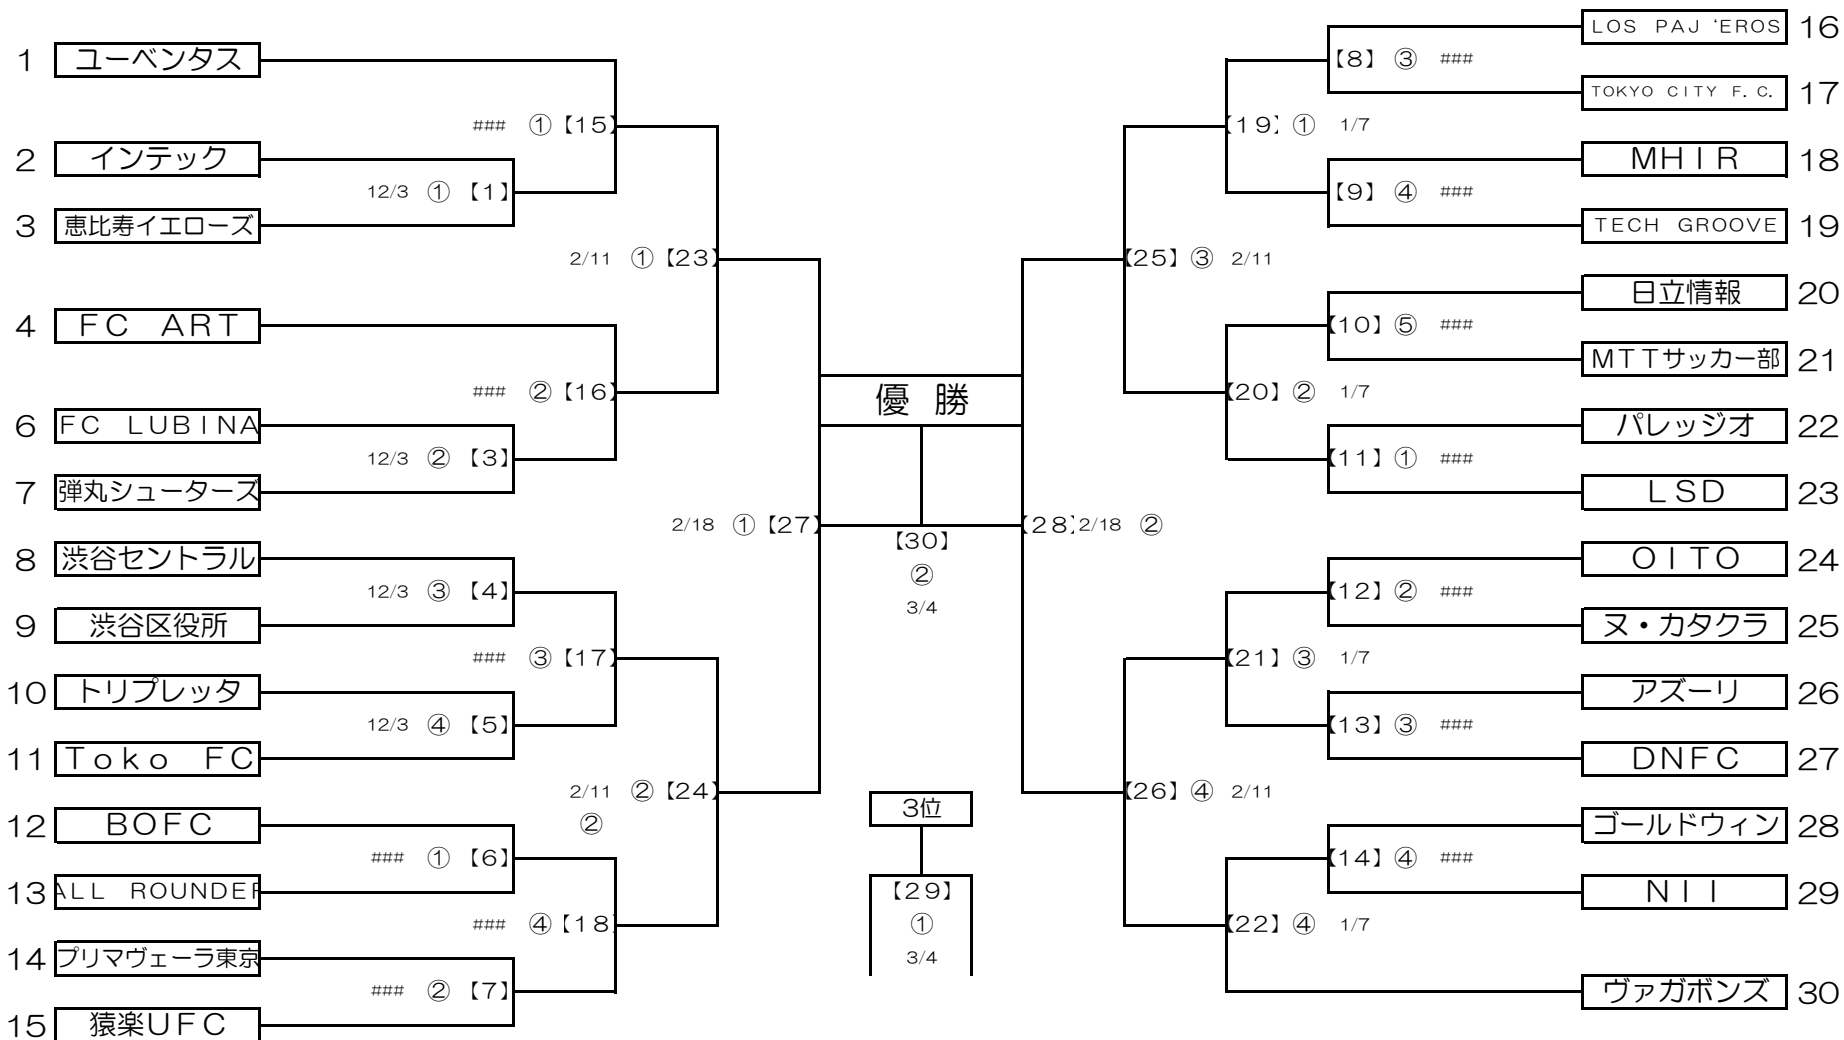 1 ユーベンタス
### ① 【15】
2 インテック
12/3 ① 【1】
3 恵比寿イエローズ
2/11 ① 【23】
4 FC ART
### ② 【16】
6 FC LUBINA
12/3 ② 【3】
7 弾丸シューターズ
2/18 ① 【27】
8 渋谷セントラル
12/3 ③ 【4】
9 渋谷区役所
### ③ 【17】
10 トリプレッタ
12/3 ④ 【5】
11 Toko FC
2/11 ② 【24】
②
12 BOFC
### ① 【6】
13 ALL ROUNDER
### ④ 【18】
14 プリマヴェーラ東京
### ② 【7】
15 猿楽UFC
優 勝
【30】
②
3/4
3位
【29】
①
3/4
LOS PAJ 'EROS 16
【8】 ③ ###
TOKYO CITY F.C. 17
【19】 ① 1/7
MHIR 18
【9】 ④ ###
TECH GROOVE 19
【25】 ③ 2/11
日立情報 20
【10】 ⑤ ###
MTTサッカー部 21
【20】 ② 1/7
パレッジオ 22
【11】 ① ###
LSD 23
【28】 2/18 ②
OITO 24
【12】 ② ###
ヌ・カタクラ 25
【21】 ③ 1/7
アズーリ 26
【13】 ③ ###
DNFC 27
【26】 ④ 2/11
ゴールドウィン 28
【14】 ④ ###
NII 29
【22】 ④ 1/7
ヴァガボンズ 30